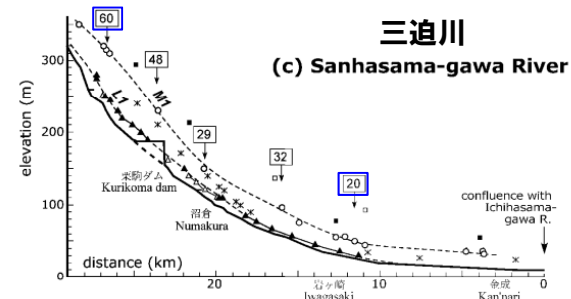 三迫川
(c) Sanhasama-gawa River
60
48
29
32
20
M1
L1
elevation (m)
300
200
100
0
栗駒ダム
Kurikoma dam
沼倉
Numakura
confluence with
Ichihasama-
gawa R.
distance (km)
20
10
0
岩ヶ崎
Iwagasaki
金成
Kan'nari